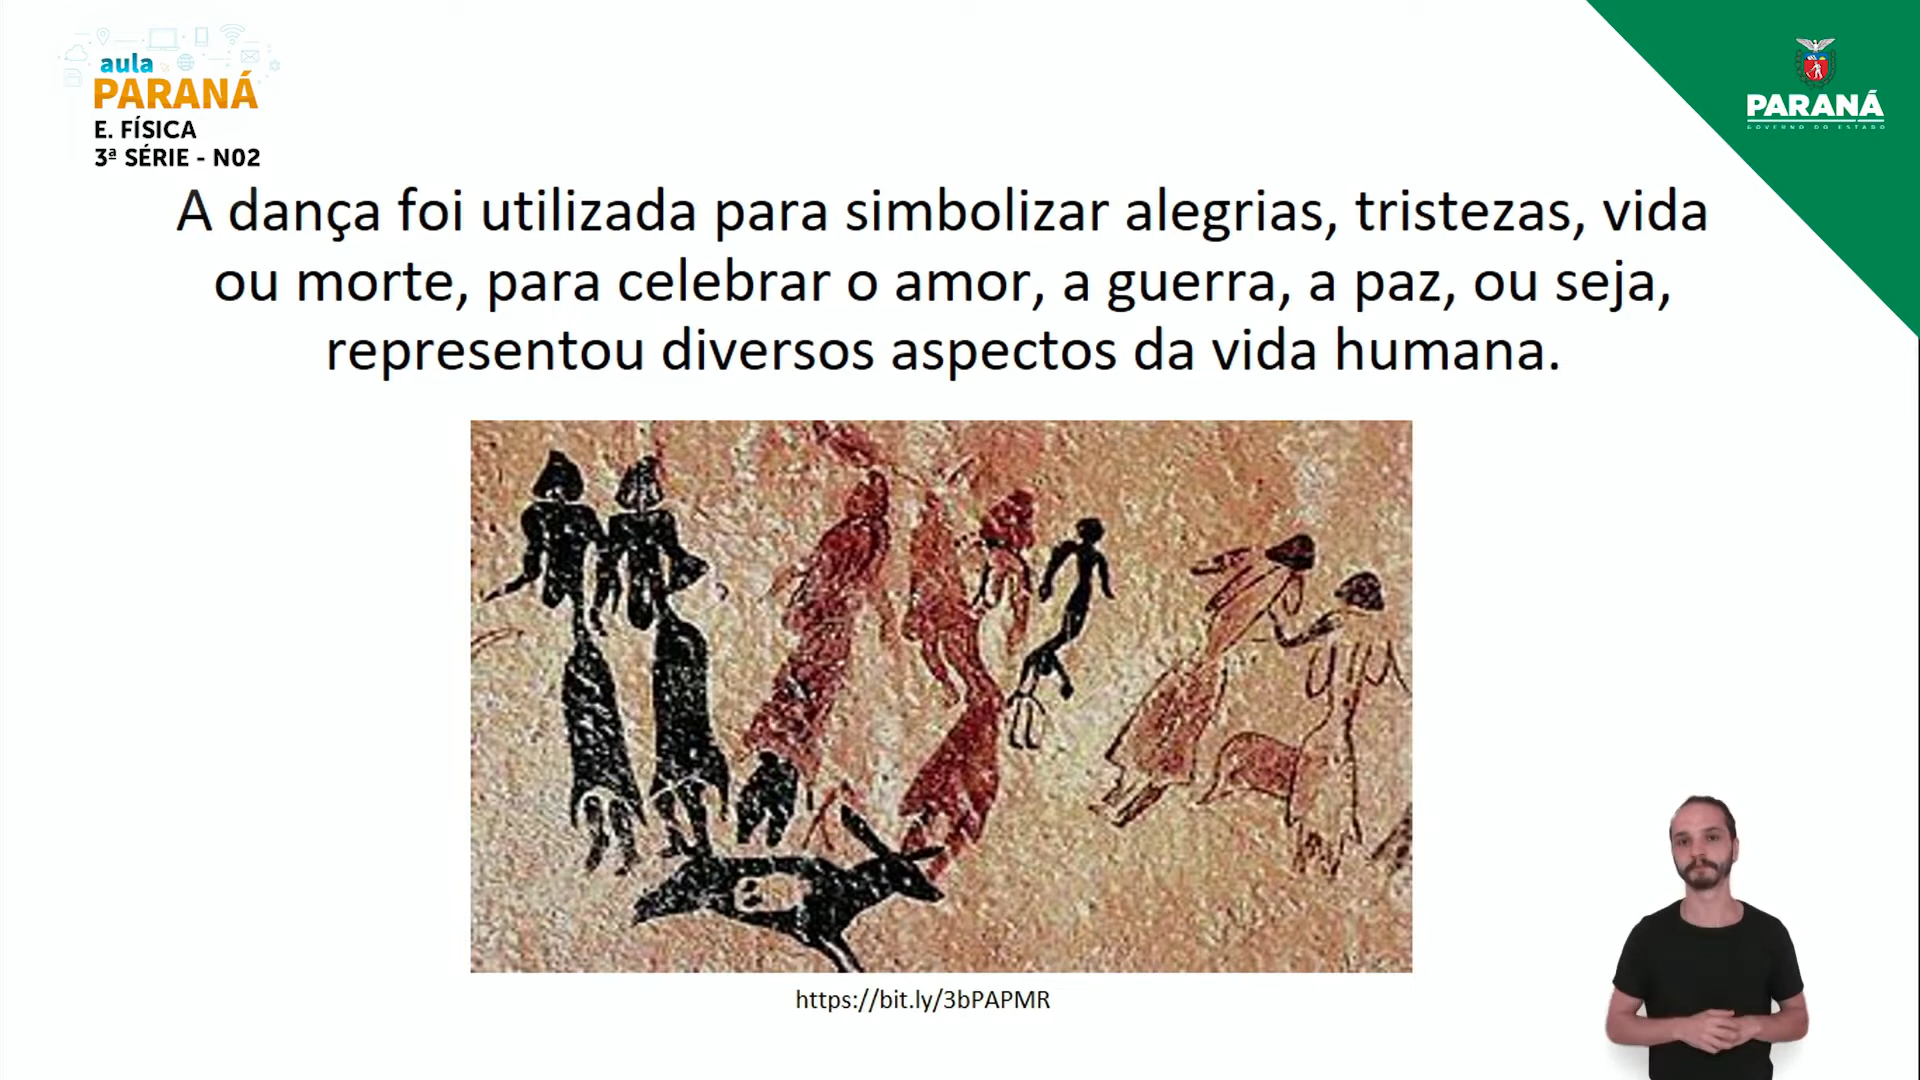 aula
PARANÁ
E. FÍSICA
3ª SÉRIE - N02
PARANÁ
GOVERNO DO ESTADO
A dança foi utilizada para simbolizar alegrias, tristezas, vida
ou morte, para celebrar o amor, a guerra, a paz, ou seja,
representou diversos aspectos da vida humana.
https://bit.ly/3bPAPMR